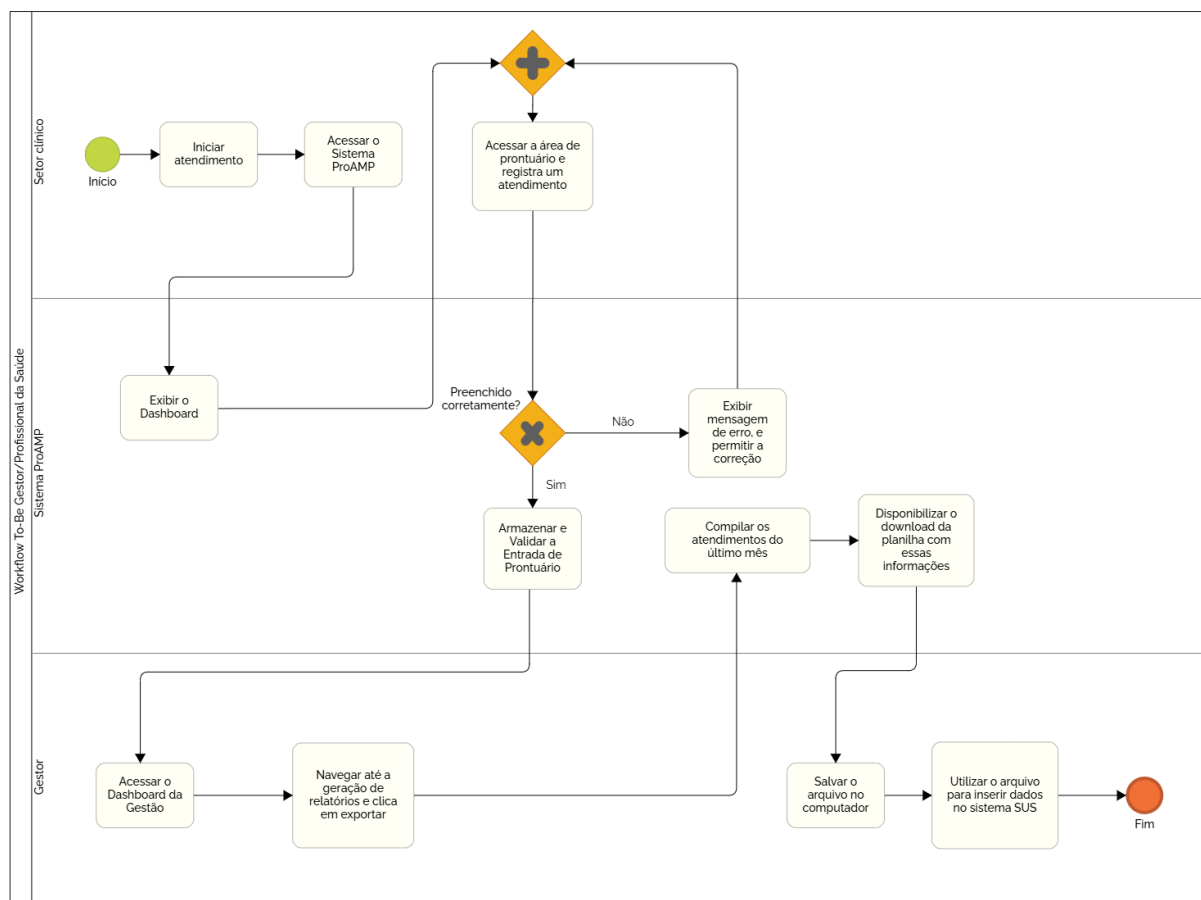 Workflow To-Be Gestor/Profissional da Saúde
Setor clínico
Início
Iniciar
atendimento
Acessar o
Sistema
ProAMP
Acessar a área de
prontuário e
registra um
atendimento
Sistema ProAMP
Exibir o
Dashboard
Preenchido
corretamente?
Não
Exibir
mensagem
de erro, e
permitir a
correção
Sim
Armazenar e
Validar a
Entrada de
Prontuário
Compilar os
atendimentos do
último mês
Disponibilizar o
download da
planilha com
essas
informações
Gestor
Acessar o
Dashboard da
Gestão
Navegar até a
geração de
relatórios e clica
em exportar
Salvar o
arquivo no
computador
Utilizar o arquivo
para inserir dados
no sistema SUS
Fim